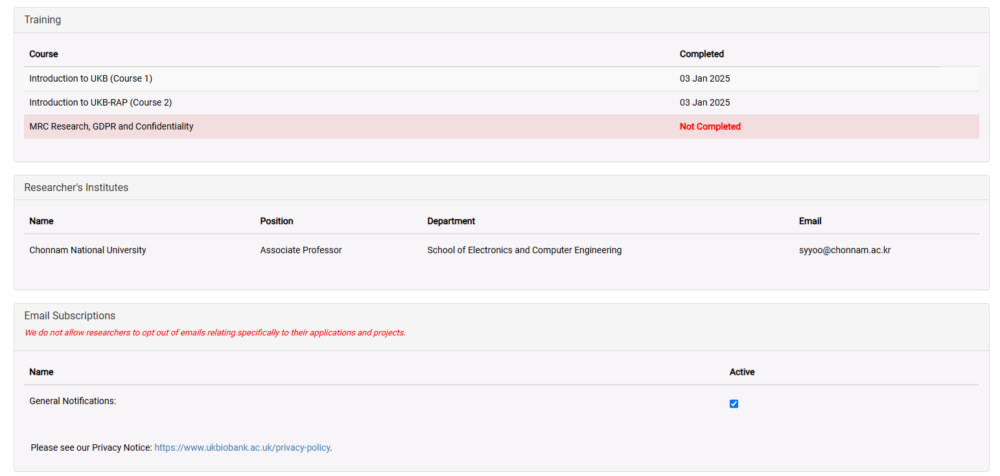 Training
Course Completed
Introduction to UKB (Course 1) 03 Jan 2025
Introduction to UKB-RAP (Course 2) 03 Jan 2025
MRC Research, GDPR and Confidentiality Not Completed
Researcher's Institutes
Name Position Department Email
Chonnam National University Associate Professor School of Electronics and Computer Engineering syyoo@chonnam.ac.kr
Email Subscriptions
We do not allow researchers to opt out of emails relating specifically to their applications and projects.
Name Active
General Notifications:
Please see our Privacy Notice: https://www.ukbiobank.ac.uk/privacy-policy.